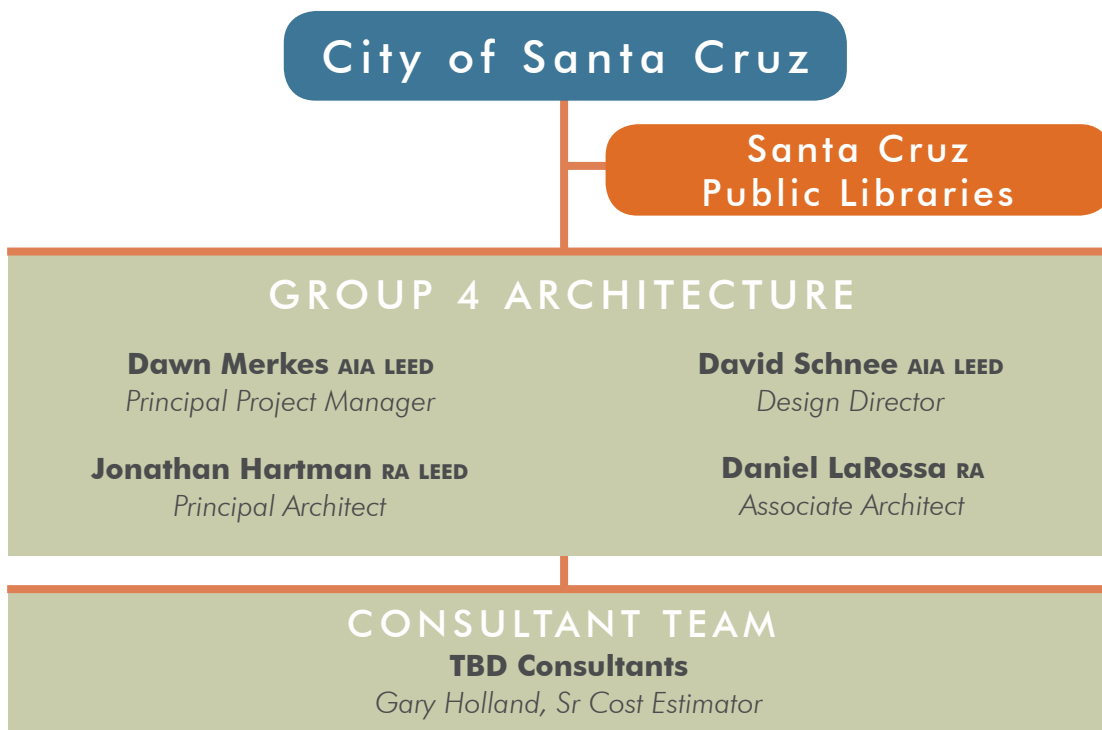 City of Santa Cruz
Santa Cruz
Public Libraries
GROUP 4 ARCHITECTURE
Dawn Merkes AIA LEED
Principal Project Manager
David Schnee AIA LEED
Design Director
Jonathan Hartman RA LEED
Principal Architect
Daniel LaRossa RA
Associate Architect
CONSULTANT TEAM
TBD Consultants
Gary Holland, Sr Cost Estimator